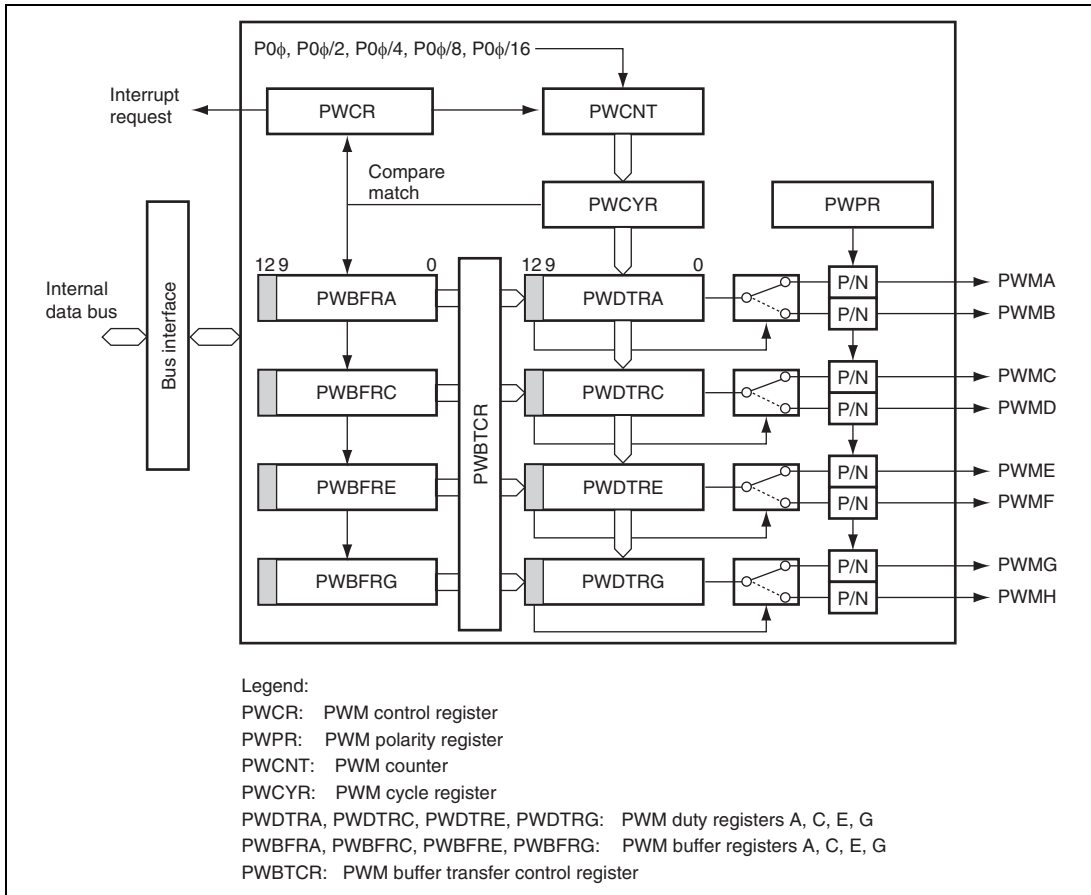 P0ϕ, P0ϕ/2, P0ϕ/4, P0ϕ/8, P0ϕ/16
Interrupt
request
PWCR
PWCNT
Compare
match
PWCYR
PWPR
Internal
data bus
Bus interface
12 9 0
PWBFRA
PWBTCR
12 9 0
PWDTRA
P/N
PWMA
P/N
PWMB
PWBFRC
PWDTRC
P/N
PWMC
P/N
PWMD
PWBFRE
PWDTRE
P/N
PWME
P/N
PWMF
PWBFRG
PWDTRG
P/N
PWMG
P/N
PWMH
Legend:
PWCR: PWM control register
PWPR: PWM polarity register
PWCNT: PWM counter
PWCYR: PWM cycle register
PWDTRA, PWDTRC, PWDTRE, PWDTRG: PWM duty registers A, C, E, G
PWBFRA, PWBFRC, PWBFRE, PWBFRG: PWM buffer registers A, C, E, G
PWBTCR: PWM buffer transfer control register